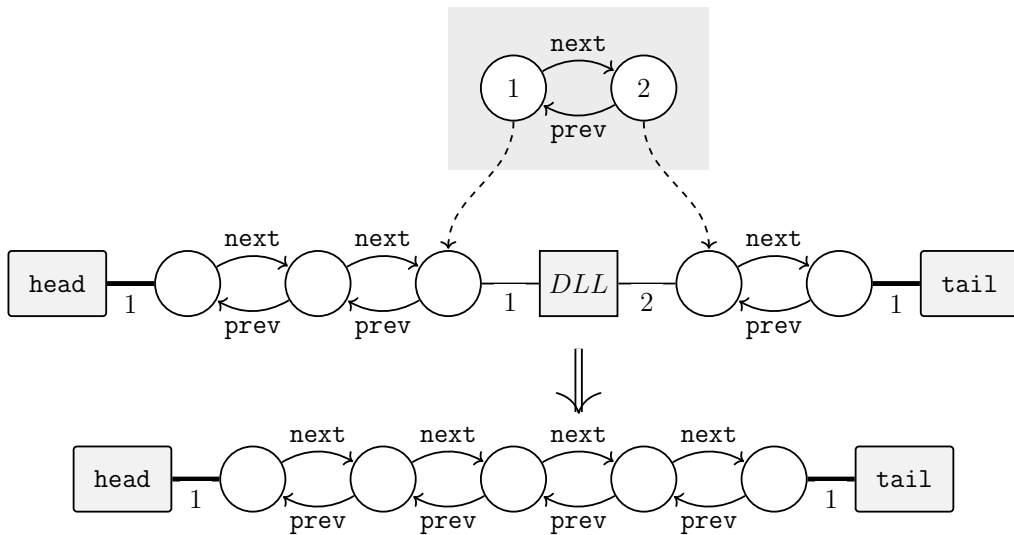 next
1 2
prev
next next next
head DLL tail
1 prev prev 1 2 prev 1
next next next next
head tail
1 prev prev prev prev 1